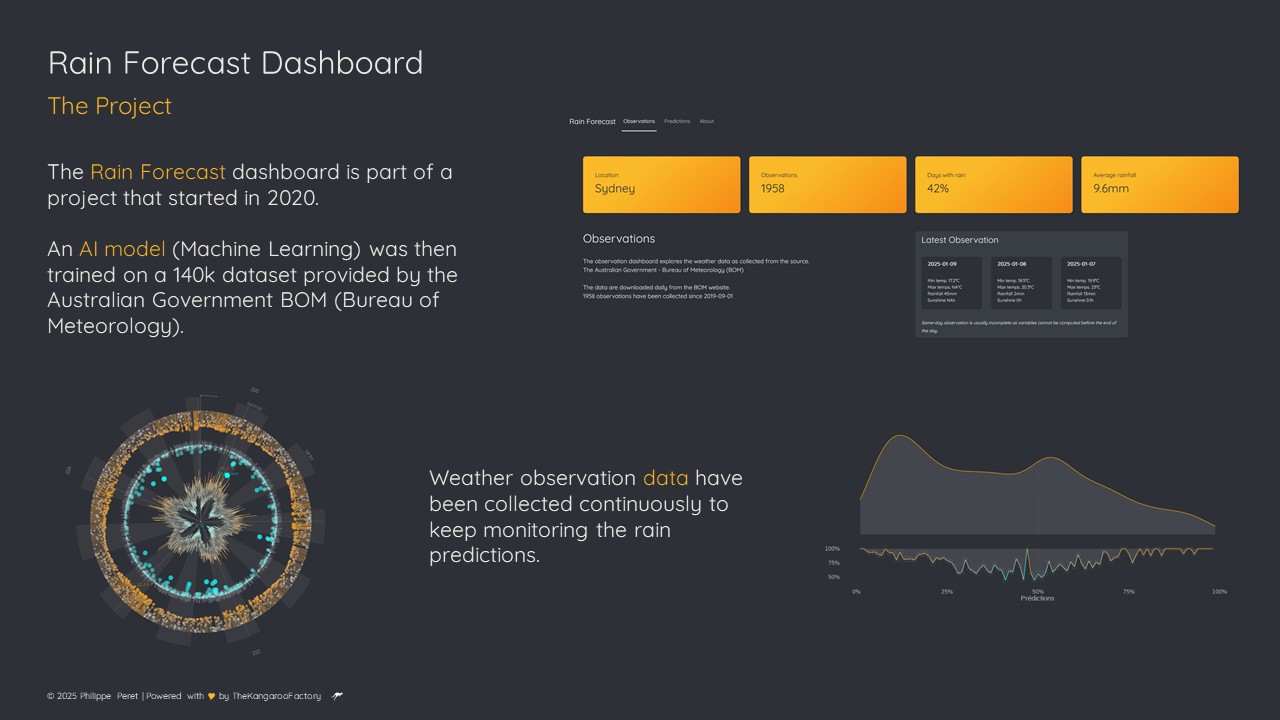 Rain Forecast Dashboard
The Project
The Rain Forecast dashboard is part of a
project that started in 2020.
An AI model (Machine Learning) was then
trained on a 140k dataset provided by the
Australian Government BOM (Bureau of
Meteorology).
Rain Forecast Observations Predictions About
Location
Sydney
Observations
1958
Days with rain
42%
Average rainfall
9.6mm
Observations
The observation dashboard explores the weather data as collected from the source.
The Australian Government - Bureau of Meteorology (BOM)
The data are downloaded daily from the BOM website.
1958 observations have been collected since 2019-09-01
Latest Observation
2025-01-09
Min temp. 17.2°C
Max temps. NA°C
Rainfall 45mm
Sunshine NAh
2025-01-08
Min temp. 18.5°C
Max temps. 20.3°C
Rainfall 2mm
Sunshine 0h
2025-01-07
Min temp. 19.9°C
Max temps. 23°C
Rainfall 13mm
Sunshine 0.1h
Same-day observation is usually incomplete as variables cannot be computed before the end of
the day.
Weather observation data have
been collected continuously to
keep monitoring the rain
predictions.
100%
75%
50%
0% 25% 50% 75% 100%
Prédictions
© 2025 Philippe Peret | Powered with by TheKangarooFactory